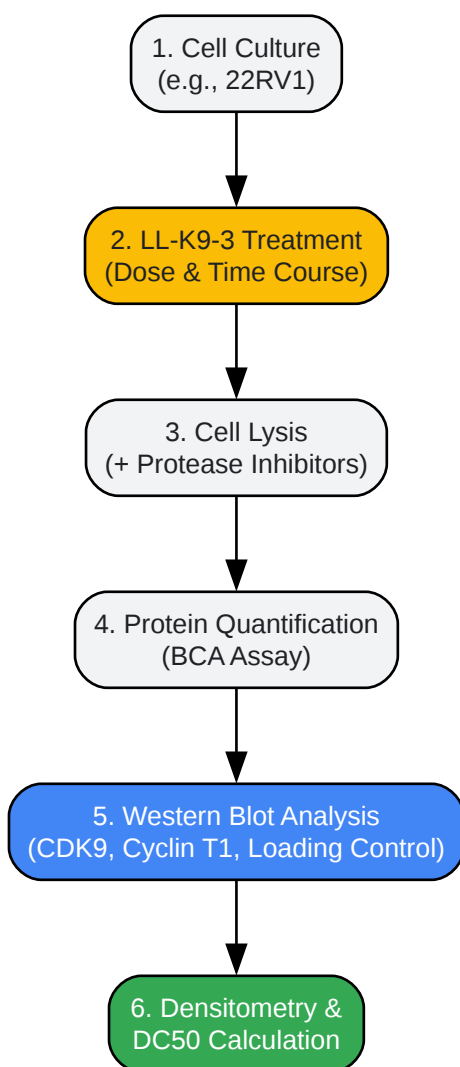 1. Cell Culture
(e.g., 22RV1)
2. LL-K9-3 Treatment
(Dose & Time Course)
3. Cell Lysis
(+ Protease Inhibitors)
4. Protein Quantification
(BCA Assay)
5. Western Blot Analysis
(CDK9, Cyclin T1, Loading Control)
6. Densitometry &
DC50 Calculation